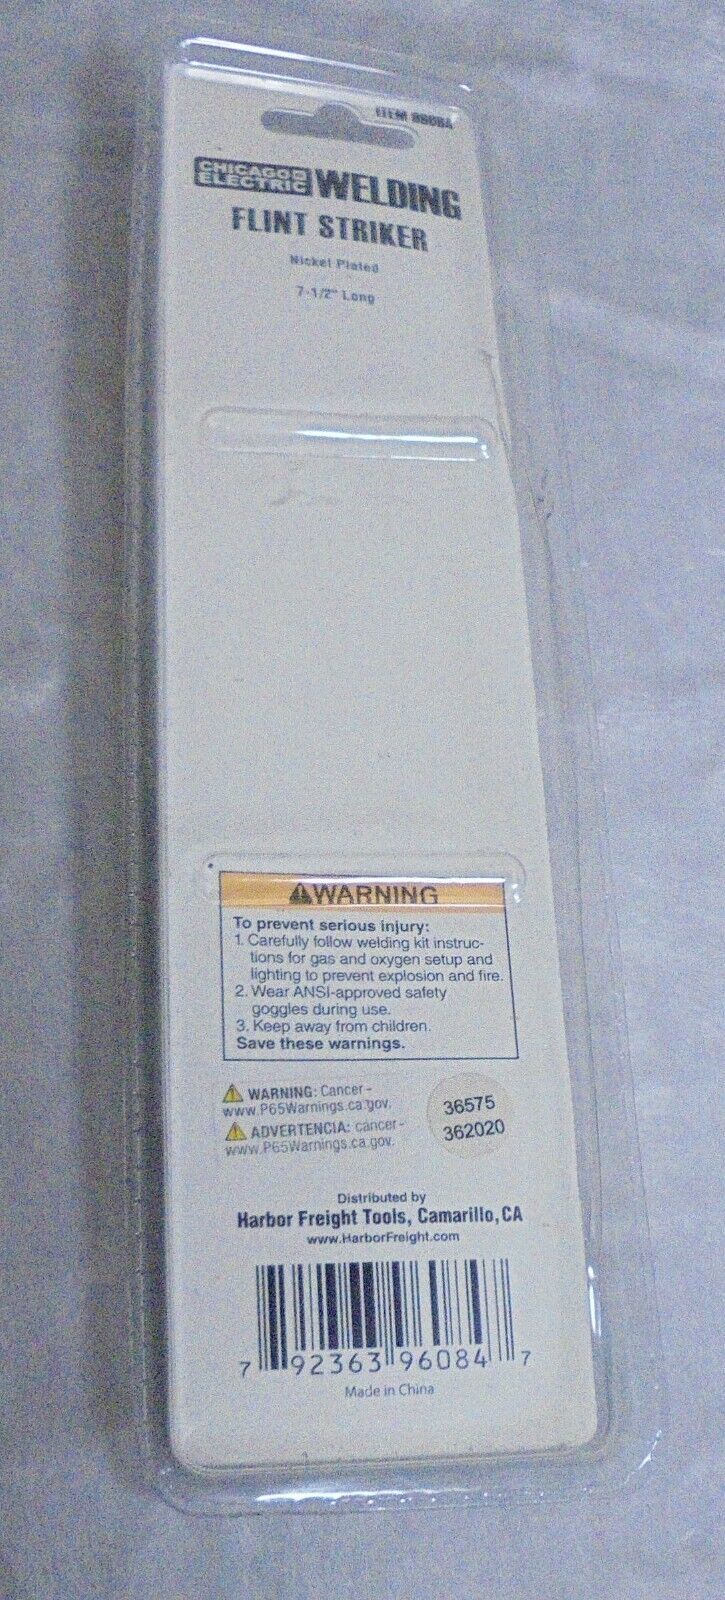 ITEM 96084
CHICAGO
ELECTRIC WELDING
FLINT STRIKER
Nickel Plated
7-1/2" Long
⚠WARNING
To prevent serious injury:
1. Carefully follow welding kit instruc-
tions for gas and oxygen setup and
lighting to prevent explosion and fire.
2. Wear ANSI-approved safety
goggles during use.
3. Keep away from children.
Save these warnings.
⚠ WARNING: Cancer -
www.P65Warnings.ca.gov.
⚠ ADVERTENCIA: cáncer -
www.P65Warnings.ca.gov.
36575
362020
Distributed by
Harbor Freight Tools, Camarillo, CA
www.HarborFreight.com
7 92363 96084 7
Made in China